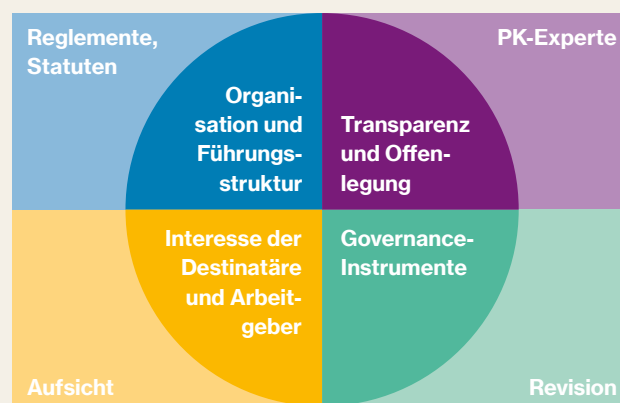 Reglemente,
Statuten
PK-Experte
Organi-
sation und
Führungs-
struktur
Transparenz
und Offen-
legung
Interesse der
Destinatäre
und Arbeit-
geber
Governance-
Instrumente
Aufsicht
Revision